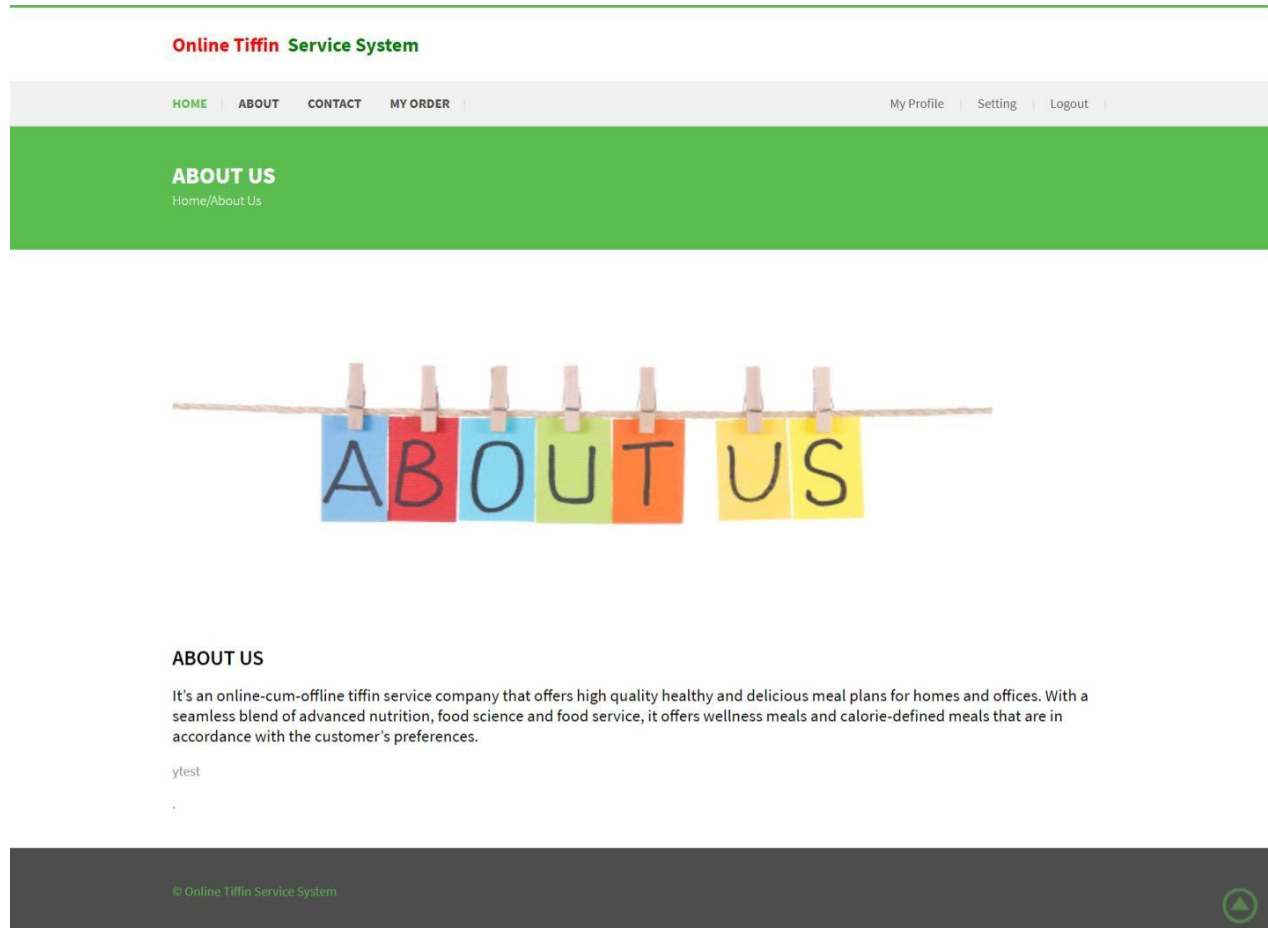 Online Tiffin Service System
HOME ABOUT CONTACT MY ORDER My Profile Setting Logout
ABOUT US
Home/About Us
ABOUT US
ABOUT US
It’s an online-cum-offline tiffin service company that offers high quality healthy and delicious meal plans for homes and offices. With a
seamless blend of advanced nutrition, food science and food service, it offers wellness meals and calorie-defined meals that are in
accordance with the customer’s preferences.
ytest
.
© Online Tiffin Service System